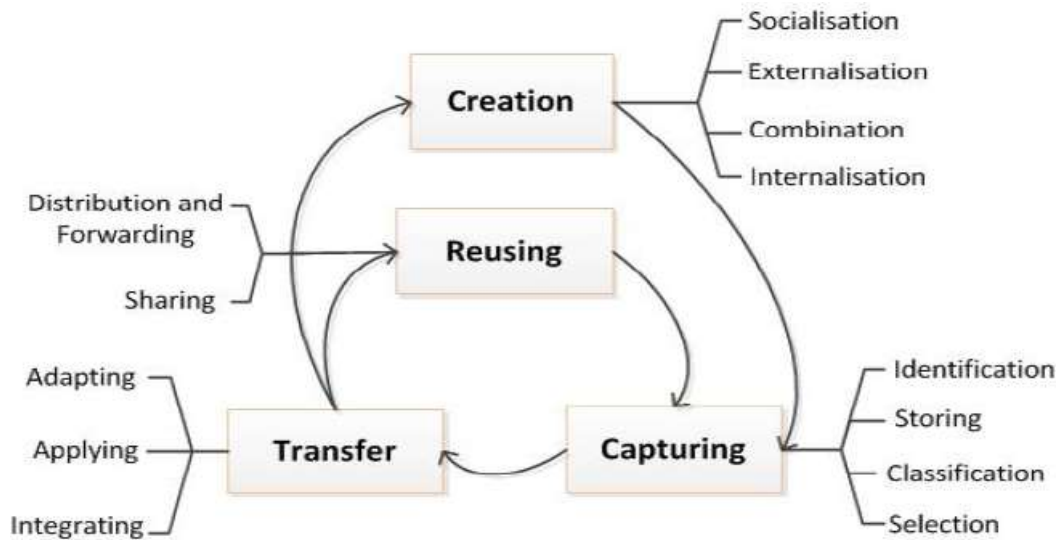 Socialisation
Creation
Externalisation
Combination
Internalisation
Distribution and
Forwarding
Reusing
Sharing
Adapting
Identification
Storing
Transfer
Capturing
Applying
Classification
Integrating
Selection